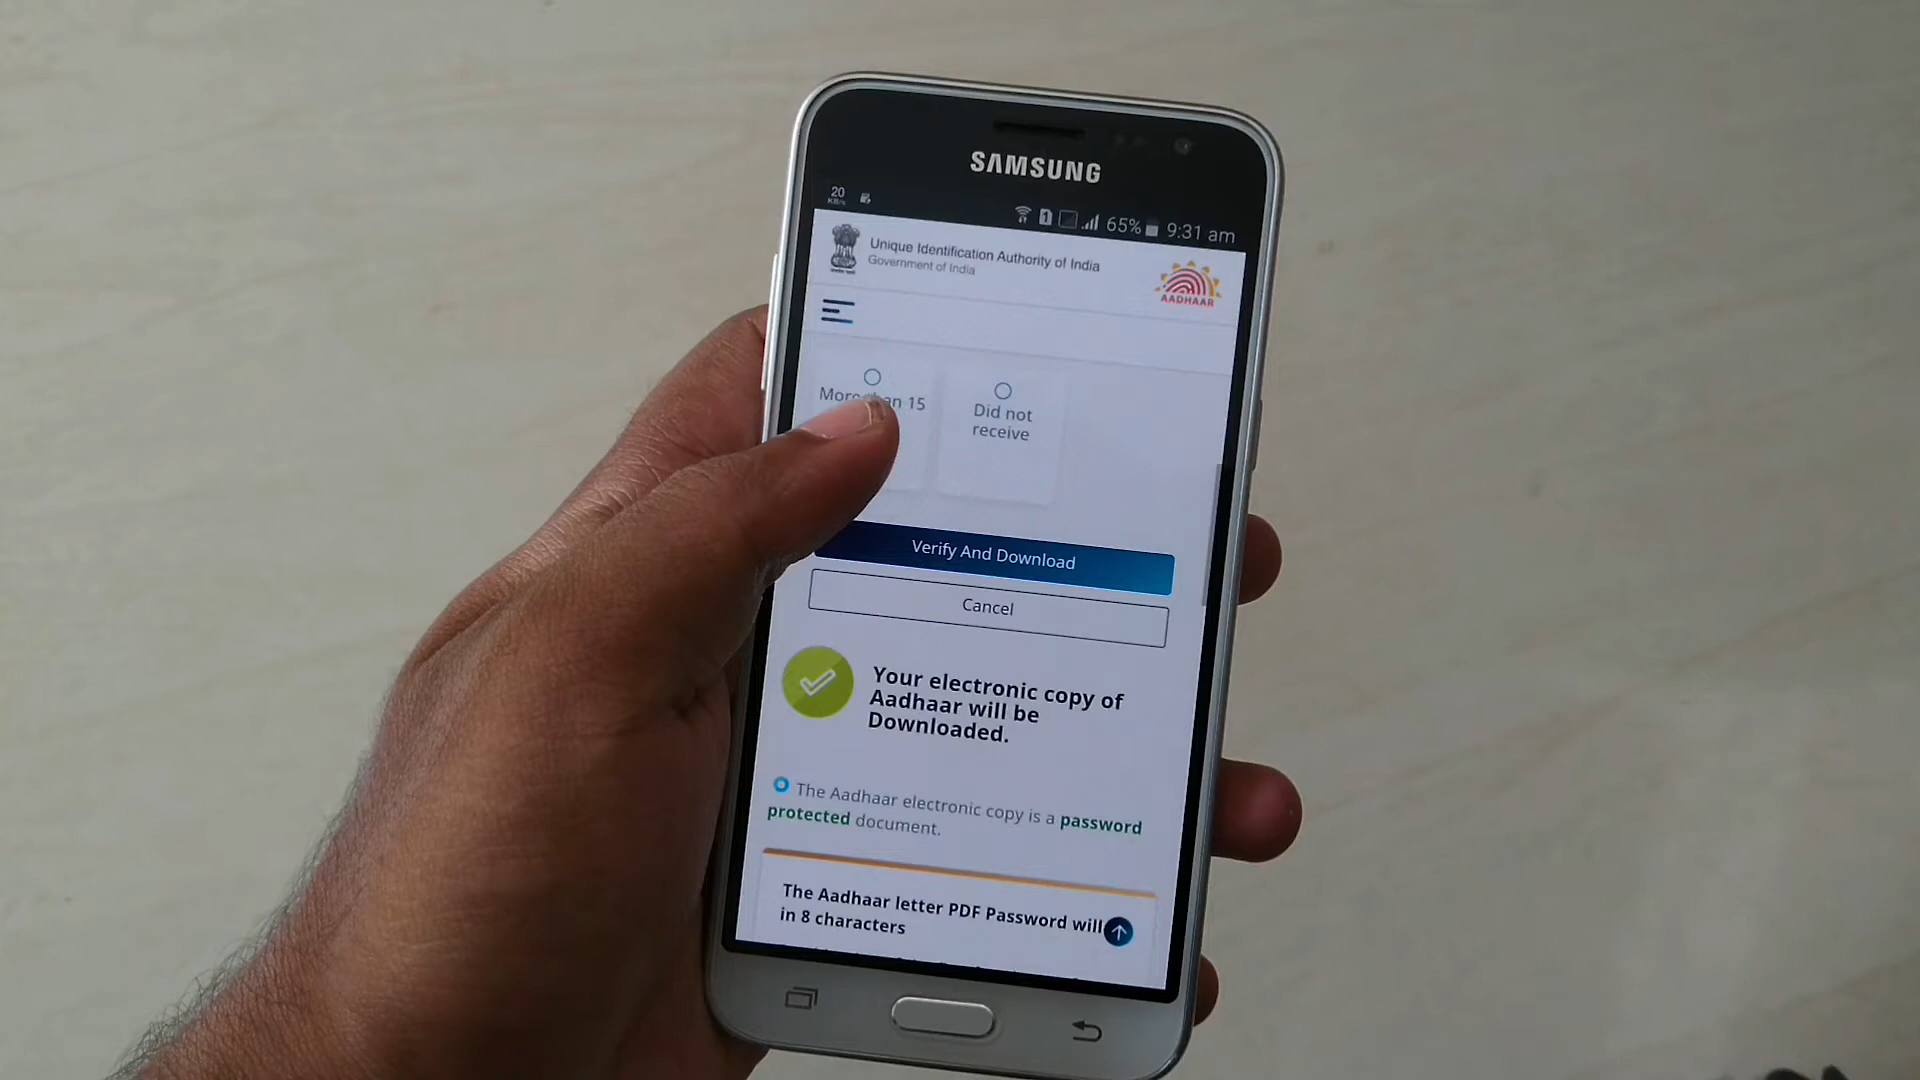 SAMSUNG
20
KB/s
1
65%
9:31 am
Unique Identification Authority of India
Government of India
AADHAAR
15
Did not
receive
Verify And Download
Cancel
Your electronic copy of
Aadhaar will be
Downloaded.
The Aadhaar electronic copy is a password
protected document.
The Aadhaar letter PDF Password will
in 8 characters